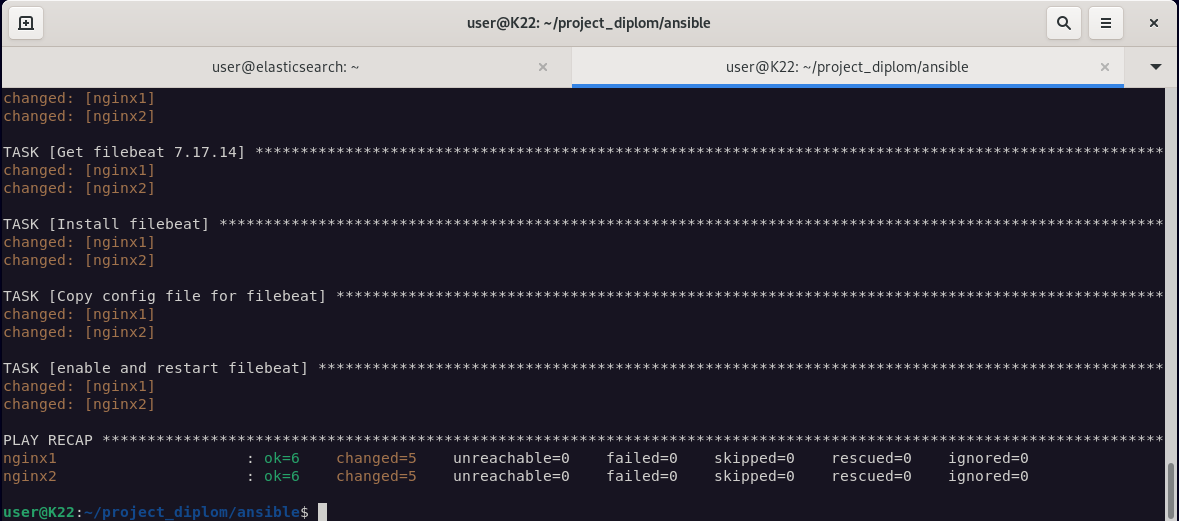 user@K22: ~/project_diplom/ansible
user@elasticsearch: ~
user@K22: ~/project_diplom/ansible
changed: [nginx1]
changed: [nginx2]
TASK [Get filebeat 7.17.14] *****************************************************************************************************
changed: [nginx1]
changed: [nginx2]
TASK [Install filebeat] *********************************************************************************************************
changed: [nginx1]
changed: [nginx2]
TASK [Copy config file for filebeat] ********************************************************************************************
changed: [nginx1]
changed: [nginx2]
TASK [enable and restart filebeat] **********************************************************************************************
changed: [nginx1]
changed: [nginx2]
PLAY RECAP **********************************************************************************************************************
nginx1                     : ok=6    changed=5    unreachable=0    failed=0    skipped=0    rescued=0    ignored=0
nginx2                     : ok=6    changed=5    unreachable=0    failed=0    skipped=0    rescued=0    ignored=0
user@K22:~/project_diplom/ansible$